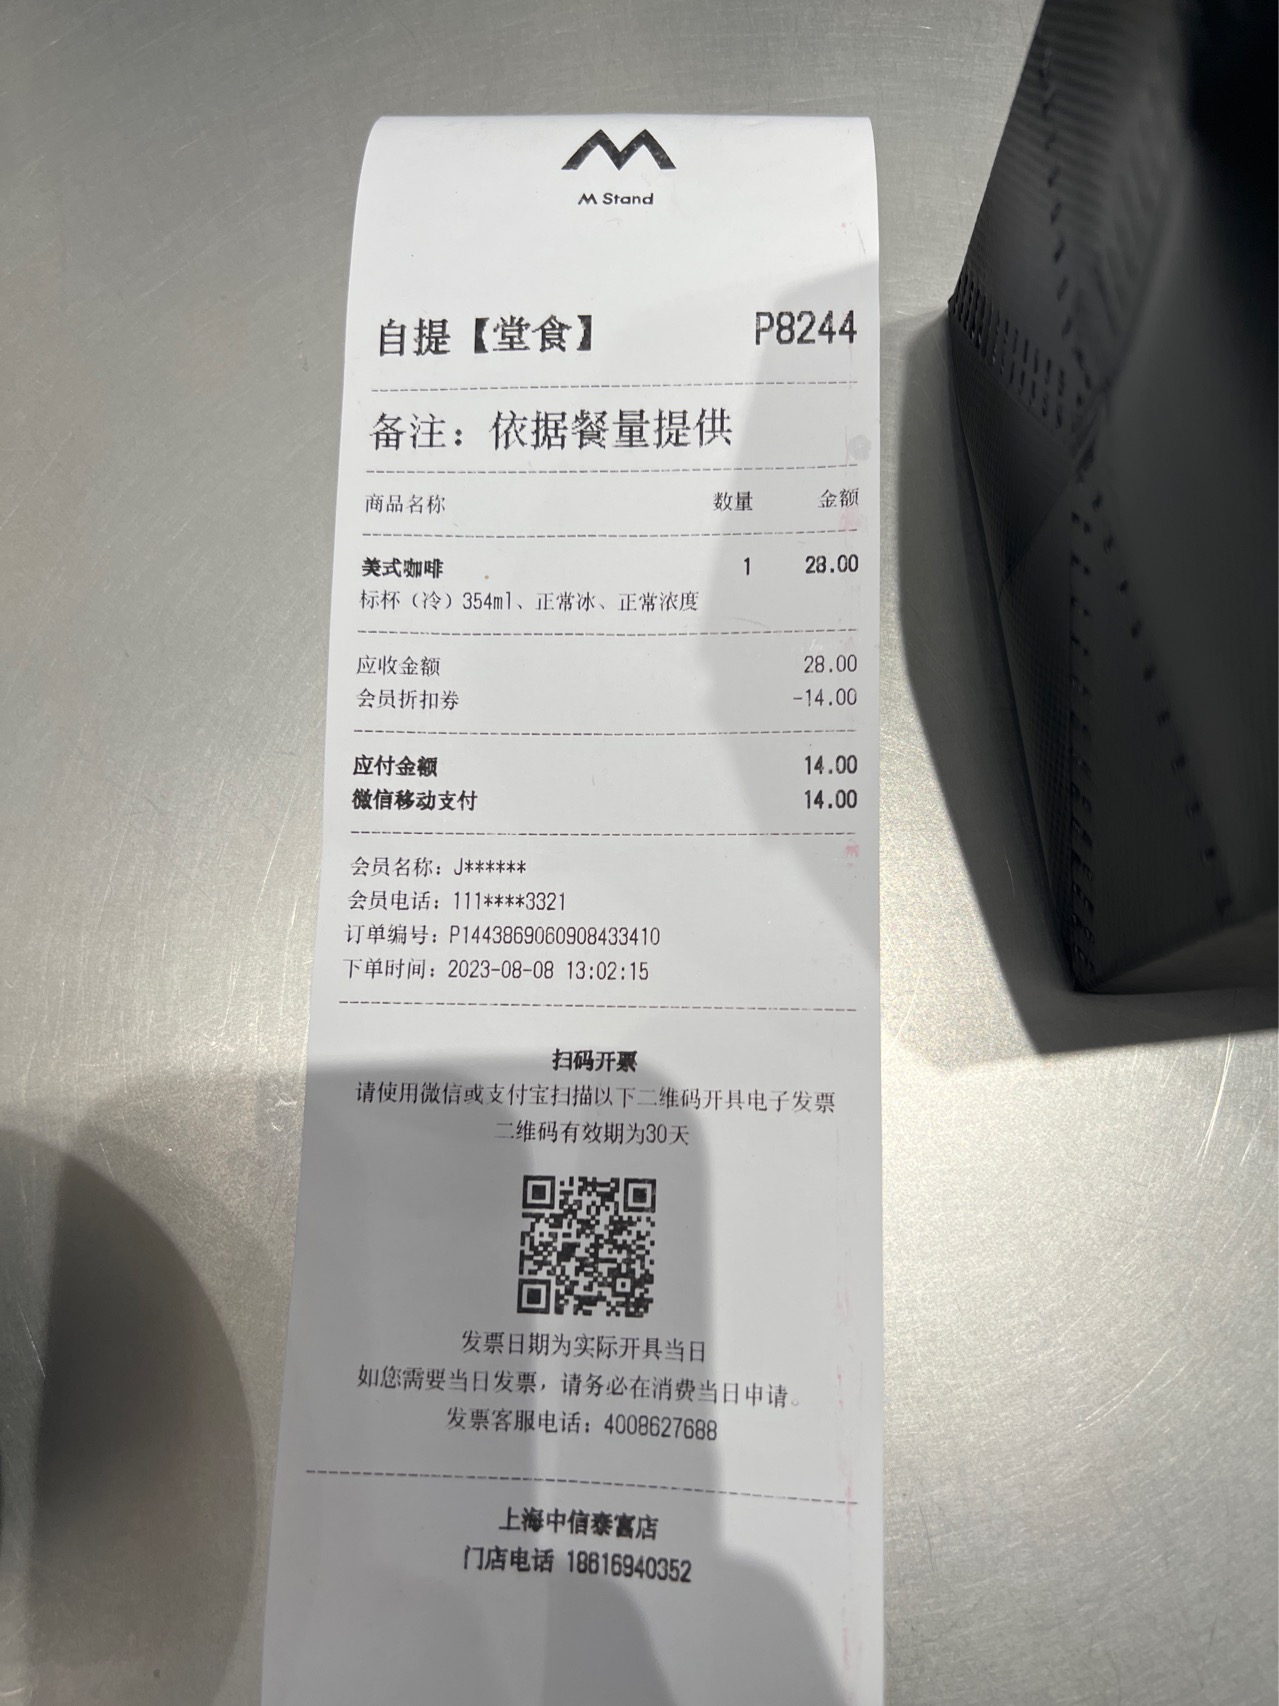 M Stand
自提【堂食】 P8244
备注：依据餐量提供
商品名称 数量 金额
美式咖啡 1 28.00
标杯（冷）354ml、正常冰、正常浓度
应收金额 28.00
会员折扣券 -14.00
应付金额 14.00
微信移动支付 14.00
会员名称：J******
会员电话：111****3321
订单编号：P1443869060908433410
下单时间：2023-08-08 13:02:15
扫码开票
请使用微信或支付宝扫描以下二维码开具电子发票
二维码有效期为30天
发票日期为实际开具当日
如您需要当日发票，请务必在消费当日申请。
发票客服电话：4008627688
上海中信泰富店
门店电话 18616940352